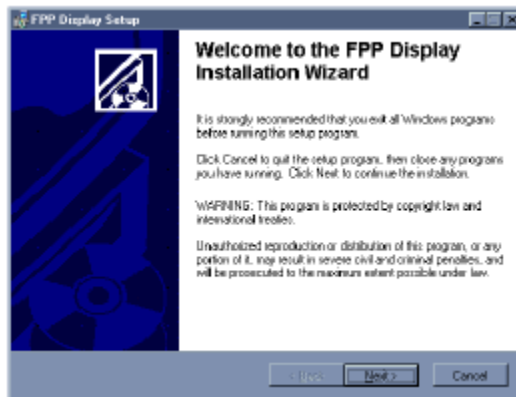 FPP Display Setup
Welcome to the FPP Display
Installation Wizard
It is strongly recommended that you exit all Windows programs
before running this setup program.
Click Cancel to quit the setup program, then close any programs
you have running. Click Next to continue the installation.
WARNING: This program is protected by copyright law and
international treaties.
Unauthorized reproduction or distribution of this program, or any
portion of it, may result in severe civil and criminal penalties, and
will be prosecuted to the maximum extent possible under law.
< Back
Next >
Cancel